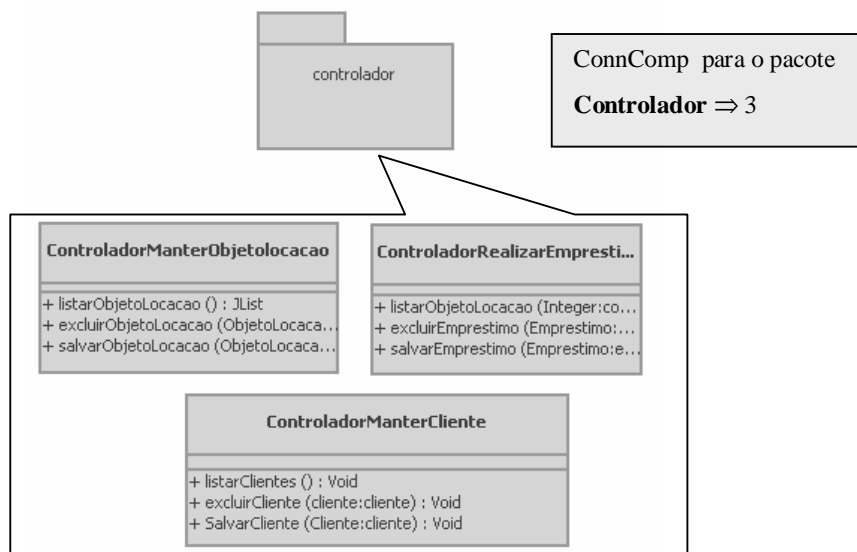 controlador
ConnComp para o pacote
Controlador ⇒ 3
ControladorManterObjetolocacao
+ listarObjetoLocacao () : JList
+ excluirObjetoLocacao (ObjetoLocaca...
+ salvarObjetoLocacao (ObjetoLocaca...
ControladorRealizarEmpresti...
+ listarObjetoLocacao (Integer:co...
+ excluirEmprestimo (Emprestimo:...
+ salvarEmprestimo (Emprestimo:e...
ControladorManterCliente
+ listarClientes () : Void
+ excluirCliente (cliente:cliente) : Void
+ SalvarCliente (Cliente:cliente) : Void